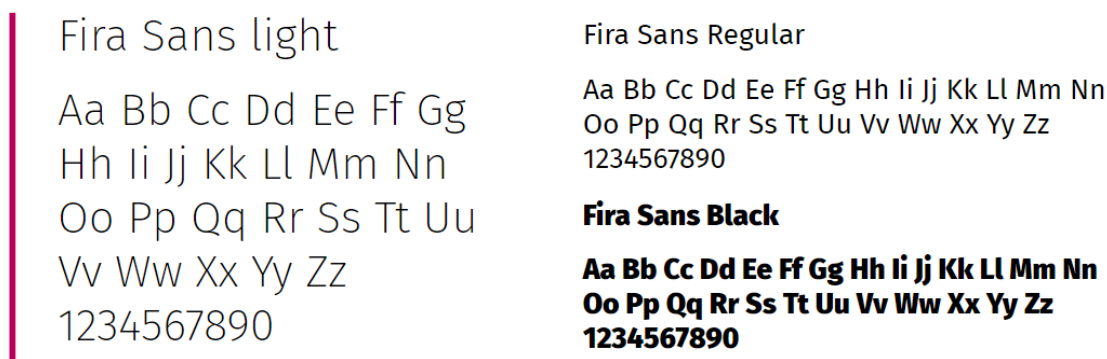 Fira Sans light
Aa Bb Cc Dd Ee Ff Gg
Hh Ii Jj Kk Ll Mm Nn
Oo Pp Qq Rr Ss Tt Uu
Vv Ww Xx Yy Zz
1234567890
Fira Sans Regular
Aa Bb Cc Dd Ee Ff Gg Hh Ii Jj Kk Ll Mm Nn
Oo Pp Qq Rr Ss Tt Uu Vv Ww Xx Yy Zz
1234567890
Fira Sans Black
Aa Bb Cc Dd Ee Ff Gg Hh Ii Jj Kk Ll Mm Nn
Oo Pp Qq Rr Ss Tt Uu Vv Ww Xx Yy Zz
1234567890